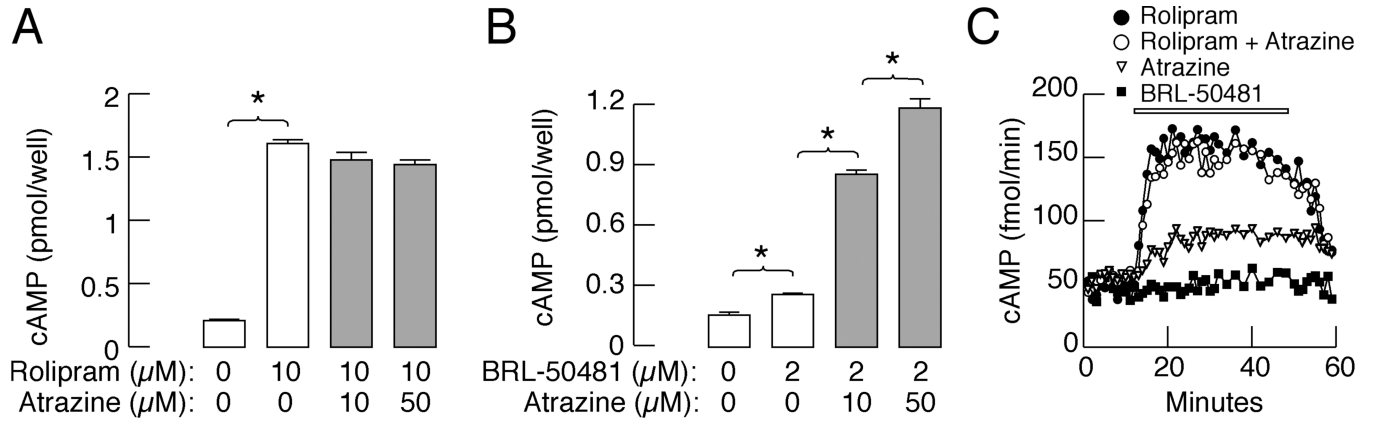 A
cAMP (pmol/well)
2
1.5
1
0.5
0
*
Rolipram (µM): 0 10 10 10
Atrazine (µM): 0 0 10 50
B
cAMP (pmol/well)
1.2
0.9
0.6
0.3
0
*
*
*
BRL-50481 (µM): 0 2 2 2
Atrazine (µM): 0 0 10 50
C
Rolipram
Rolipram + Atrazine
Atrazine
BRL-50481
cAMP (fmol/min)
200
150
100
50
0
0 20 40 60
Minutes